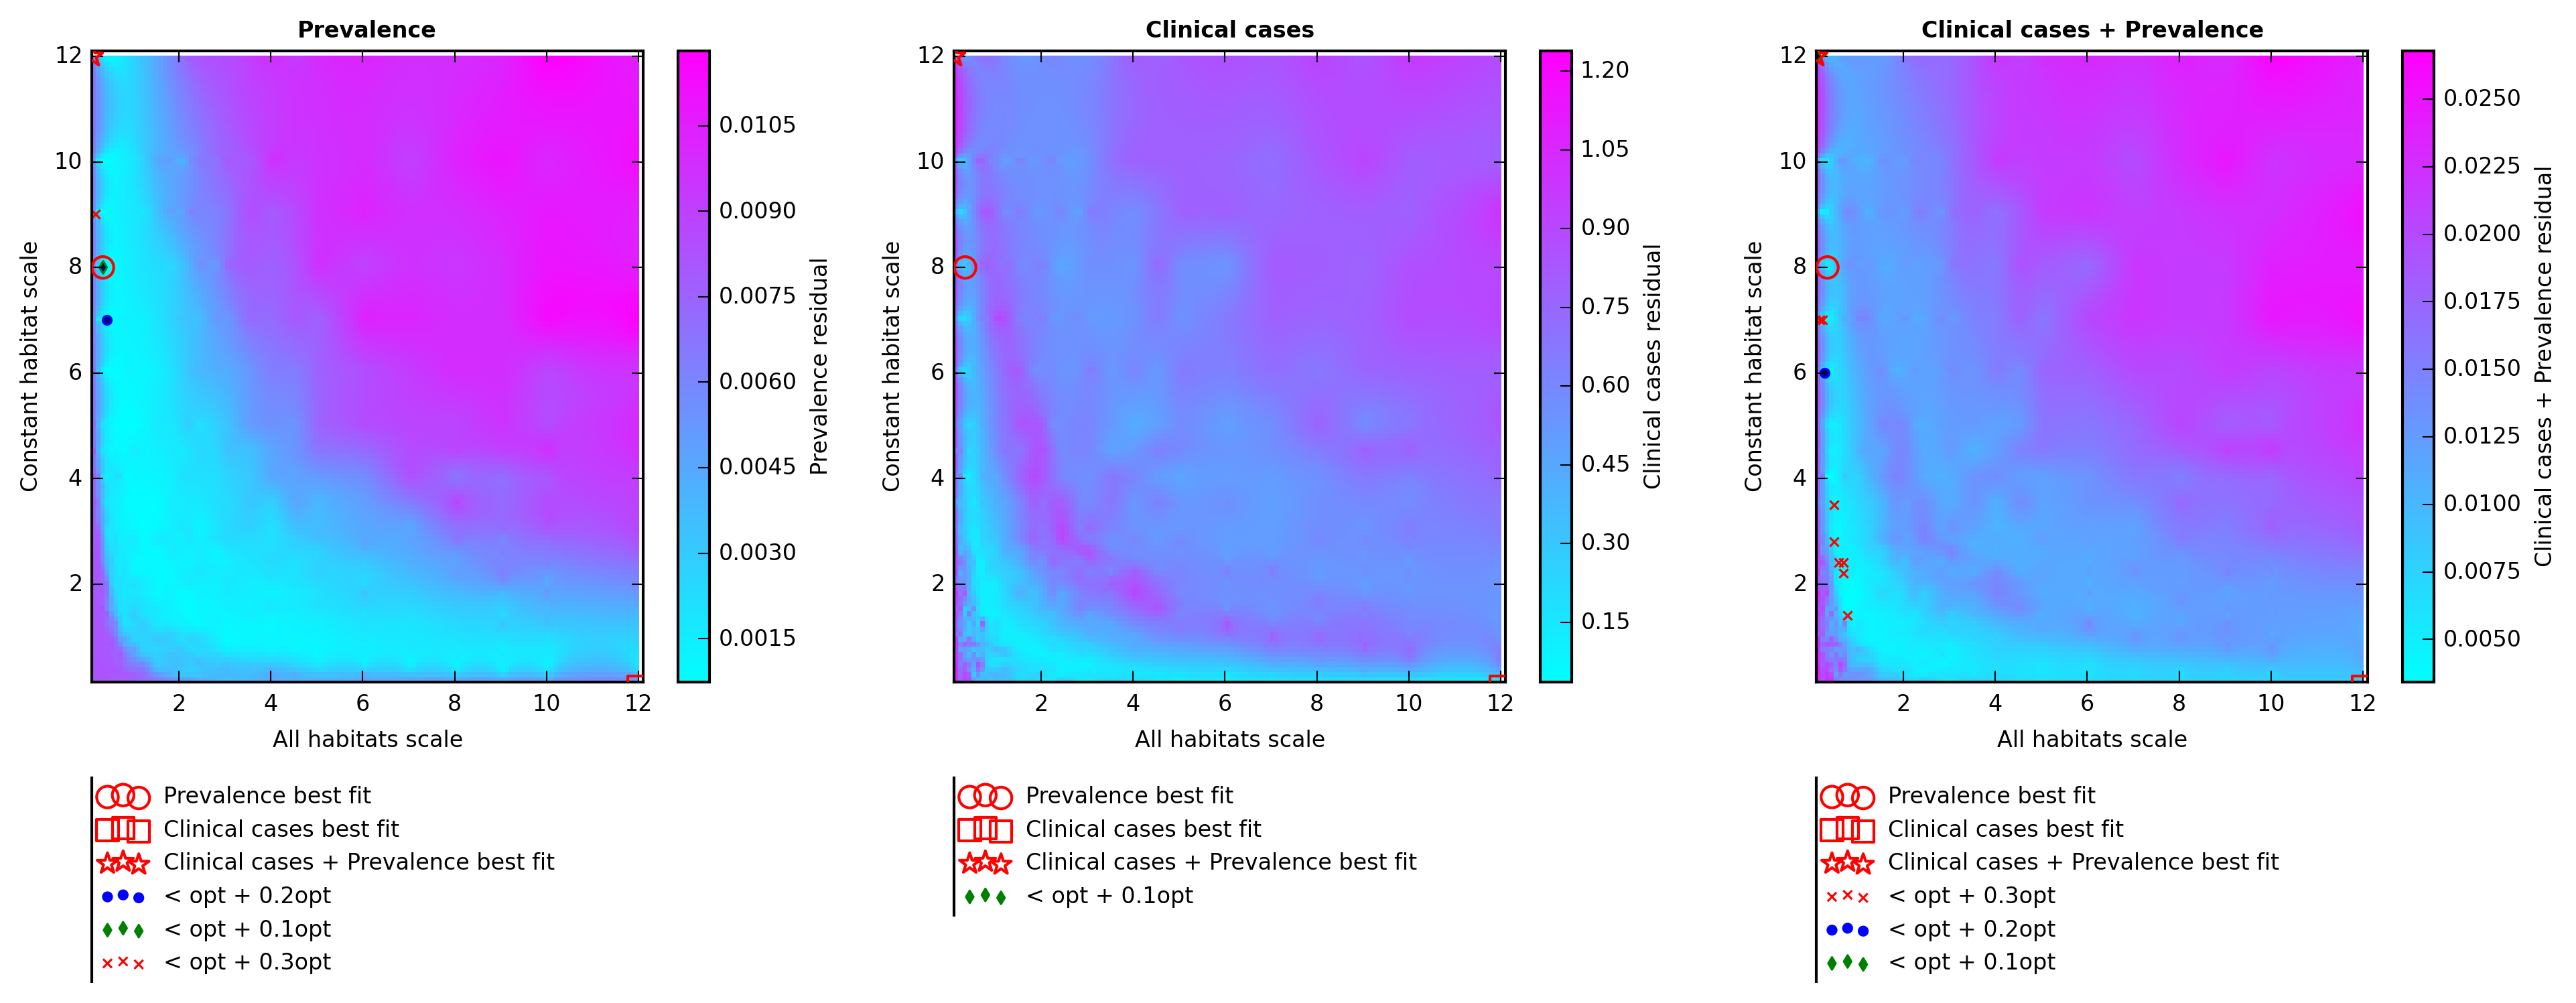 Prevalence
12
10
8
6
4
2
2 4 6 8 10 12
Constant habitat scale
All habitats scale
0.0105
0.0090
0.0075
0.0060
0.0045
0.0030
0.0015
Prevalence residual
Prevalence best fit
Clinical cases best fit
Clinical cases + Prevalence best fit
< opt + 0.2opt
< opt + 0.1opt
< opt + 0.3opt
Clinical cases
12
10
8
6
4
2
2 4 6 8 10 12
Constant habitat scale
All habitats scale
1.20
1.05
0.90
0.75
0.60
0.45
0.30
0.15
Clinical cases residual
Prevalence best fit
Clinical cases best fit
Clinical cases + Prevalence best fit
< opt + 0.1opt
Clinical cases + Prevalence
12
10
8
6
4
2
2 4 6 8 10 12
Constant habitat scale
All habitats scale
0.0250
0.0225
0.0200
0.0175
0.0150
0.0125
0.0100
0.0075
0.0050
Clinical cases + Prevalence residual
Prevalence best fit
Clinical cases best fit
Clinical cases + Prevalence best fit
< opt + 0.3opt
< opt + 0.2opt
< opt + 0.1opt